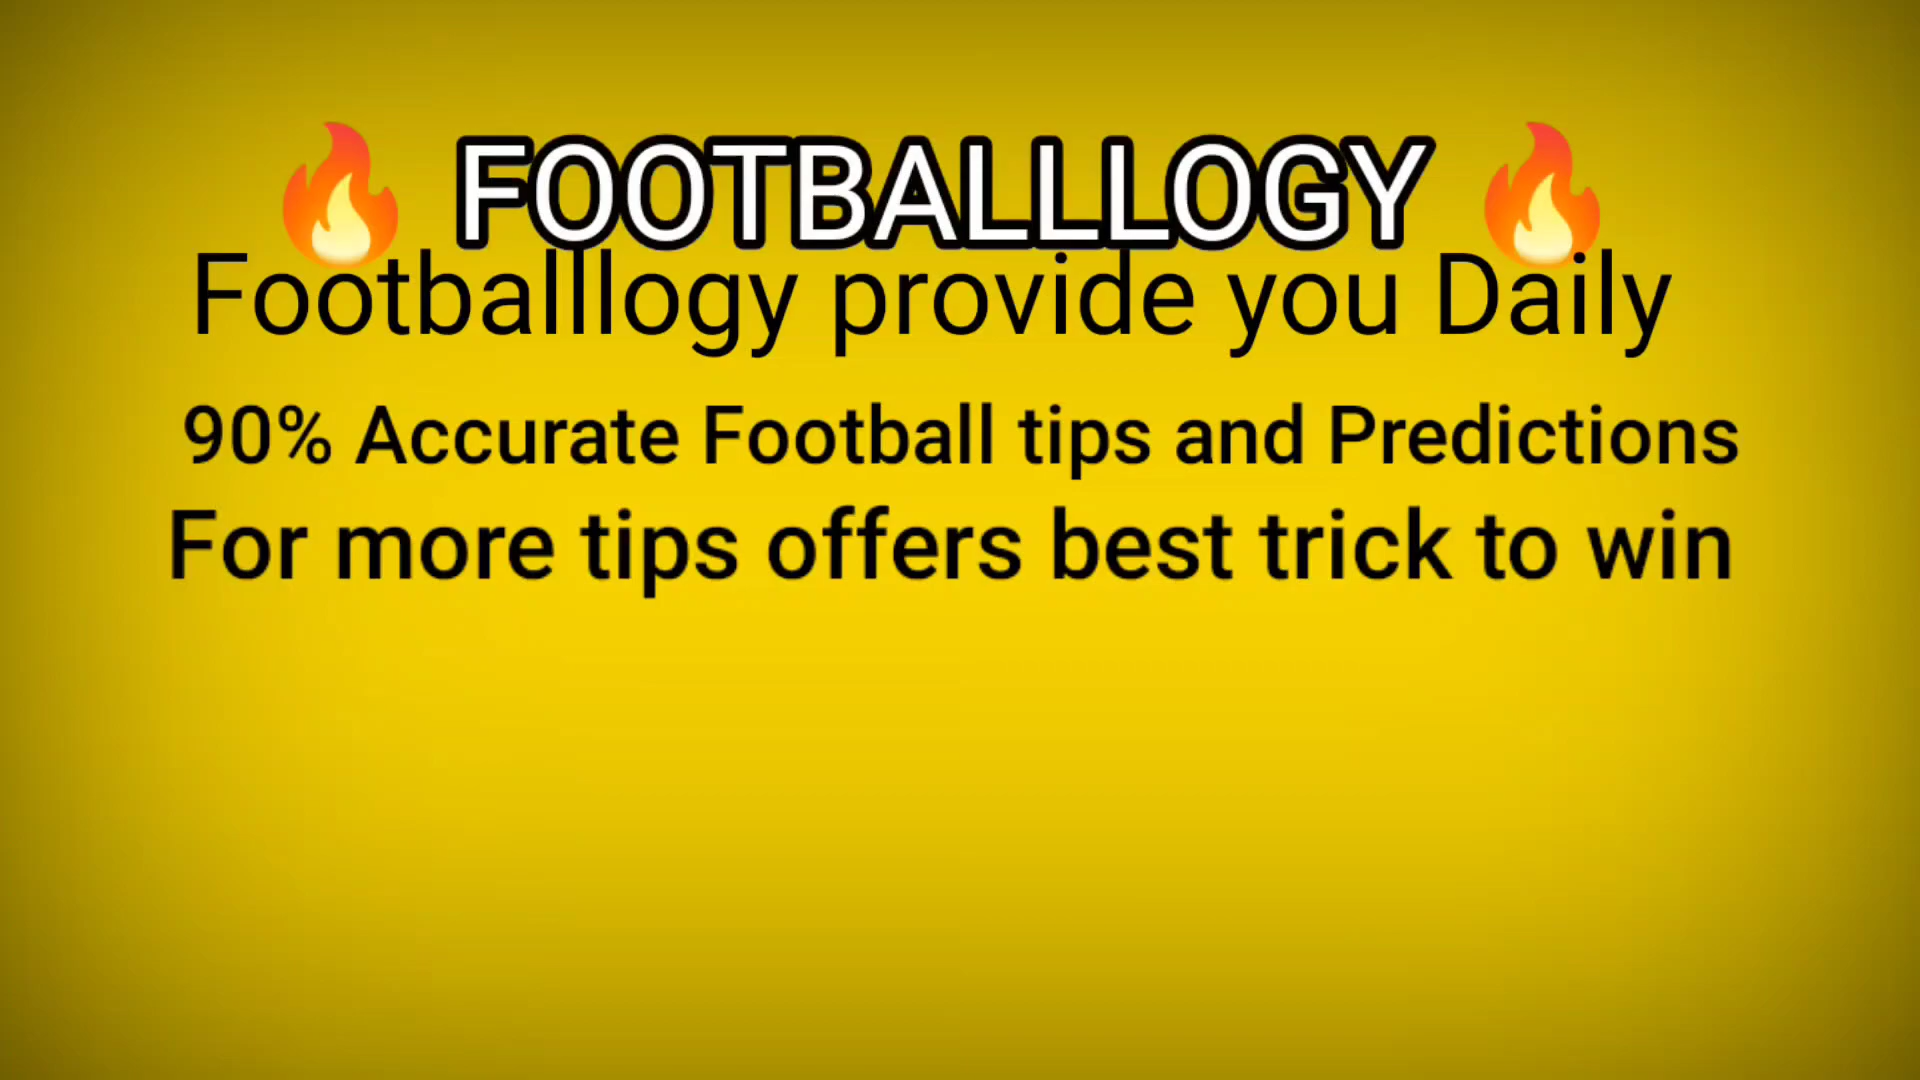 🔥 FOOTBALLLOGY 🔥
Footballlogy provide you Daily
90% Accurate Football tips and Predictions
For more tips offers best trick to win